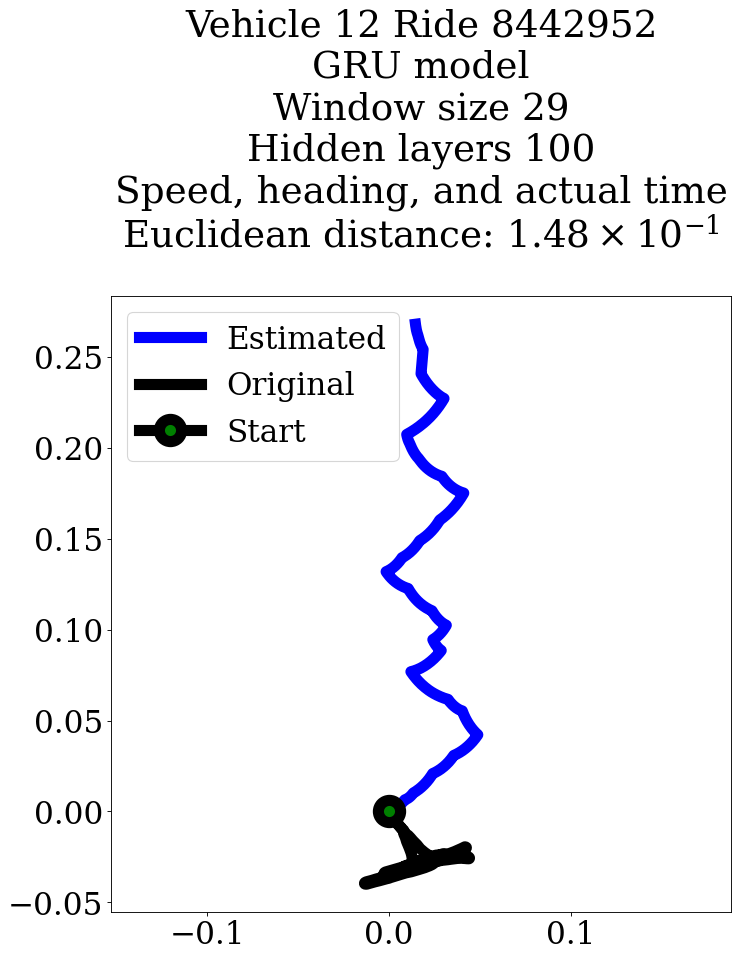 Vehicle 12 Ride 8442952
GRU model
Window size 29
Hidden layers 100
Speed, heading, and actual time
Euclidean distance: 1.48 × 10⁻¹
Estimated
Original
Start
0.25
0.20
0.15
0.10
0.05
0.00
−0.05
−0.1
0.0
0.1